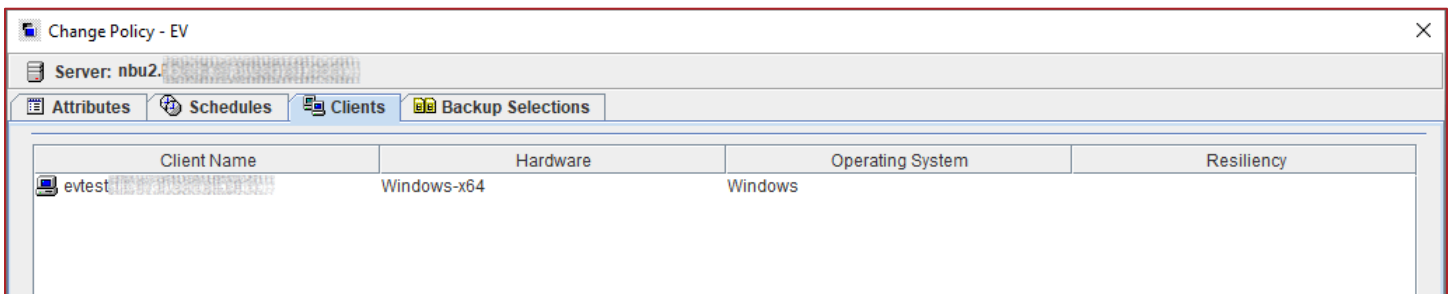 Change Policy - EV
Server: nbu2.
Attributes Schedules Clients Backup Selections
Client Name Hardware Operating System Resiliency
evtest Windows-x64 Windows